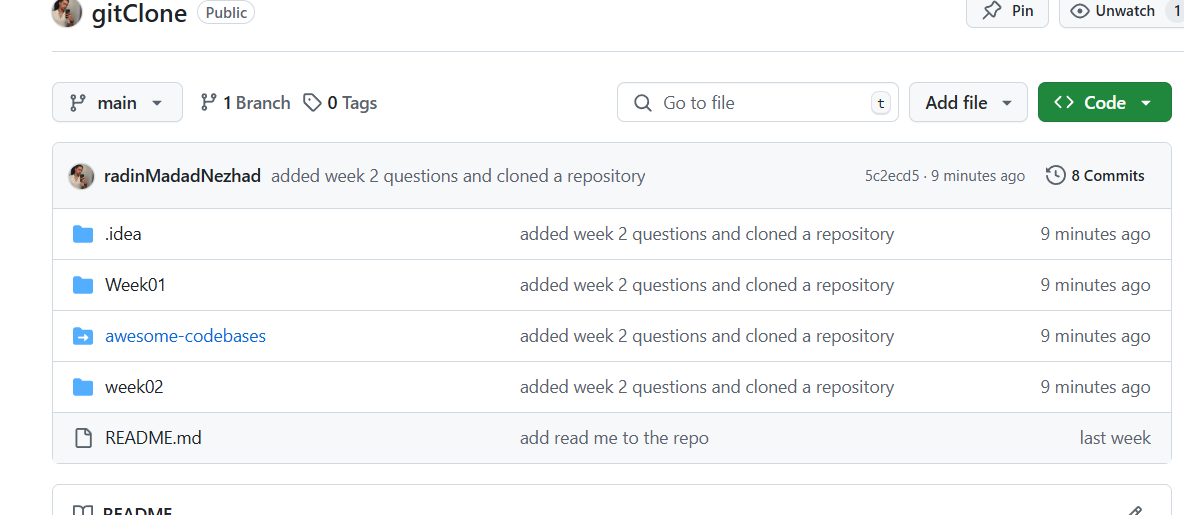 gitClone Public Pin Unwatch 1
main 1 Branch 0 Tags Go to file t Add file Code
radinMadadNezhad added week 2 questions and cloned a repository 5c2ecd5 · 9 minutes ago 8 Commits
.idea added week 2 questions and cloned a repository 9 minutes ago
Week01 added week 2 questions and cloned a repository 9 minutes ago
awesome-codebases added week 2 questions and cloned a repository 9 minutes ago
week02 added week 2 questions and cloned a repository 9 minutes ago
README.md add read me to the repo last week
README